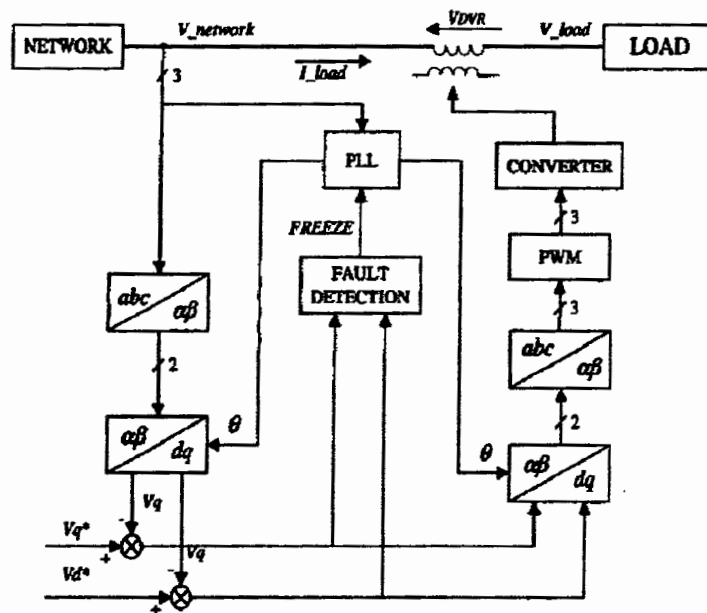 V_network
VDVR
V_load
NETWORK
LOAD
I_load
3
PLL
CONVERTER
FREEZE
3
PWM
FAULT
DETECTION
abc
αβ
3
abc
αβ
2
2
αβ
dq
θ
θ
αβ
dq
-
Vq
Vq*
+
-
Vq
Vd*
+